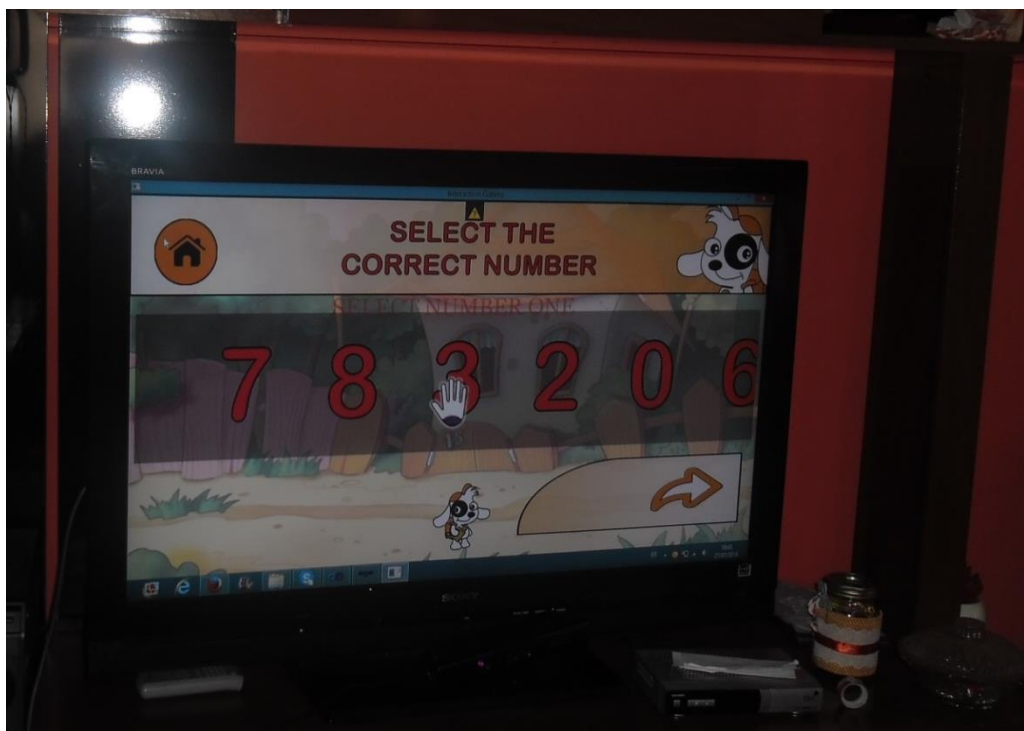 BRAVIA
SELECT THE
CORRECT NUMBER
SELECT NUMBER ONE
7 8 3 2 0 6
SONY